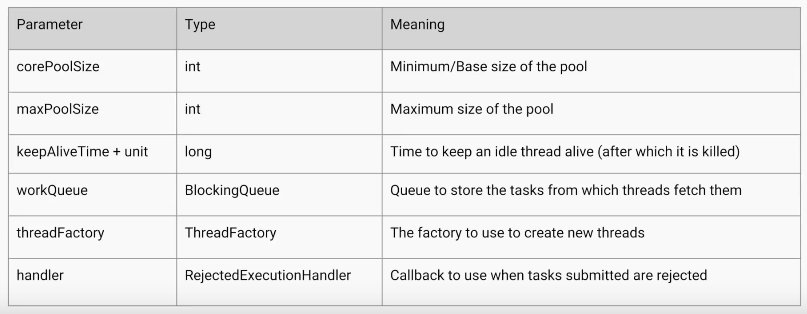 Parameter Type Meaning
corePoolSize int Minimum/Base size of the pool
maxPoolSize int Maximum size of the pool
keepAliveTime + unit long Time to keep an idle thread alive (after which it is killed)
workQueue BlockingQueue Queue to store the tasks from which threads fetch them
threadFactory ThreadFactory The factory to use to create new threads
handler RejectedExecutionHandler Callback to use when tasks submitted are rejected